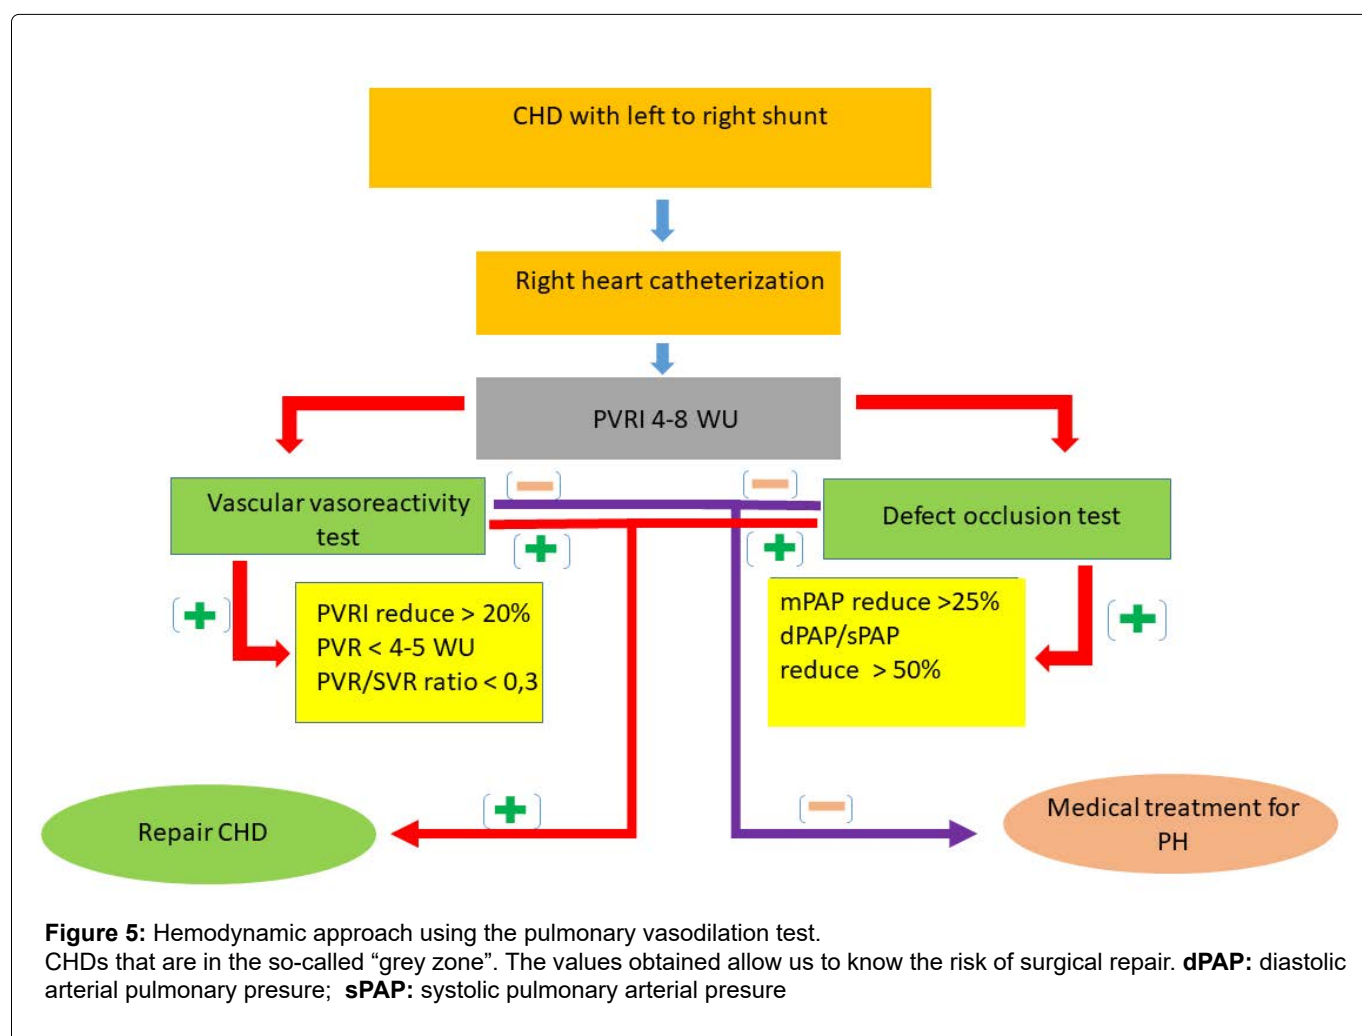 CHD with left to right shunt
Right heart catheterization
PVRI 4-8 WU
Vascular vasoreactivity
test
Defect occlusion test
PVRI reduce > 20%
PVR < 4-5 WU
PVR/SVR ratio < 0,3
mPAP reduce >25%
dPAP/sPAP
reduce > 50%
Repair CHD
Medical treatment for
PH
Figure 5: Hemodynamic approach using the pulmonary vasodilation test.
CHDs that are in the so-called “grey zone”. The values obtained allow us to know the risk of surgical repair. dPAP: diastolic
arterial pulmonary presure; sPAP: systolic pulmonary arterial presure